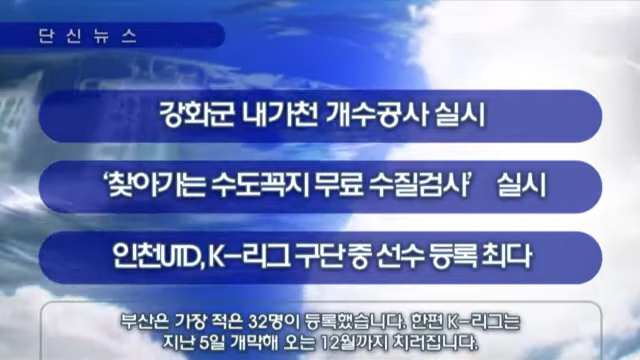 단신뉴스
강화군 내가천 개수공사 실시
‘찾아가는 수도꼭지 무료 수질검사’ 실시
인천UTD, K-리그 구단 중 선수 등록 최다
부산은 가장 적은 32명이 등록했습니다. 한편 K-리그는
지난 5일 개막해 오는 12월까지 치러집니다.